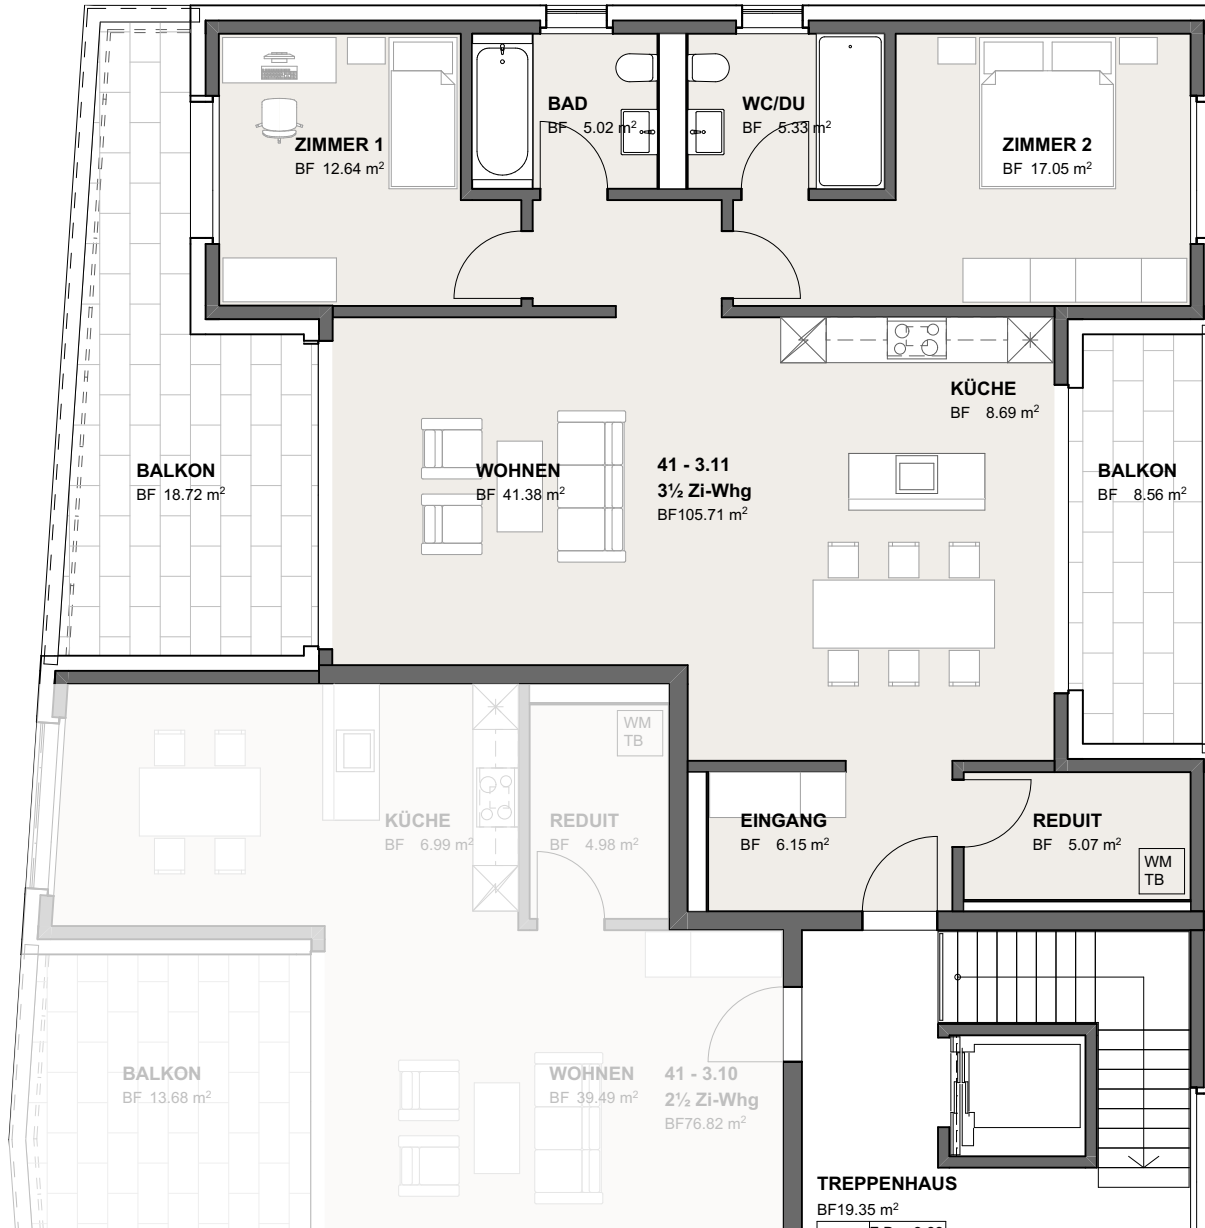 BAD
BF 5.02 m²
WC/DU
BF 5.33 m²
ZIMMER 1
BF 12.64 m²
ZIMMER 2
BF 17.05 m²
KÜCHE
BF 8.69 m²
BALKON
BF 18.72 m²
WOHNEN
BF 41.38 m²
41 - 3.11
3½ Zi-Whg
BF105.71 m²
BALKON
BF 8.56 m²
WM
TB
KÜCHE
BF 6.99 m²
REDUIT
BF 4.98 m²
EINGANG
BF 6.15 m²
REDUIT
BF 5.07 m²
WM
TB
BALKON
BF 13.68 m²
WOHNEN
BF 39.49 m²
41 - 3.10
2½ Zi-Whg
BF76.82 m²
TREPPENHAUS
BF19.35 m²